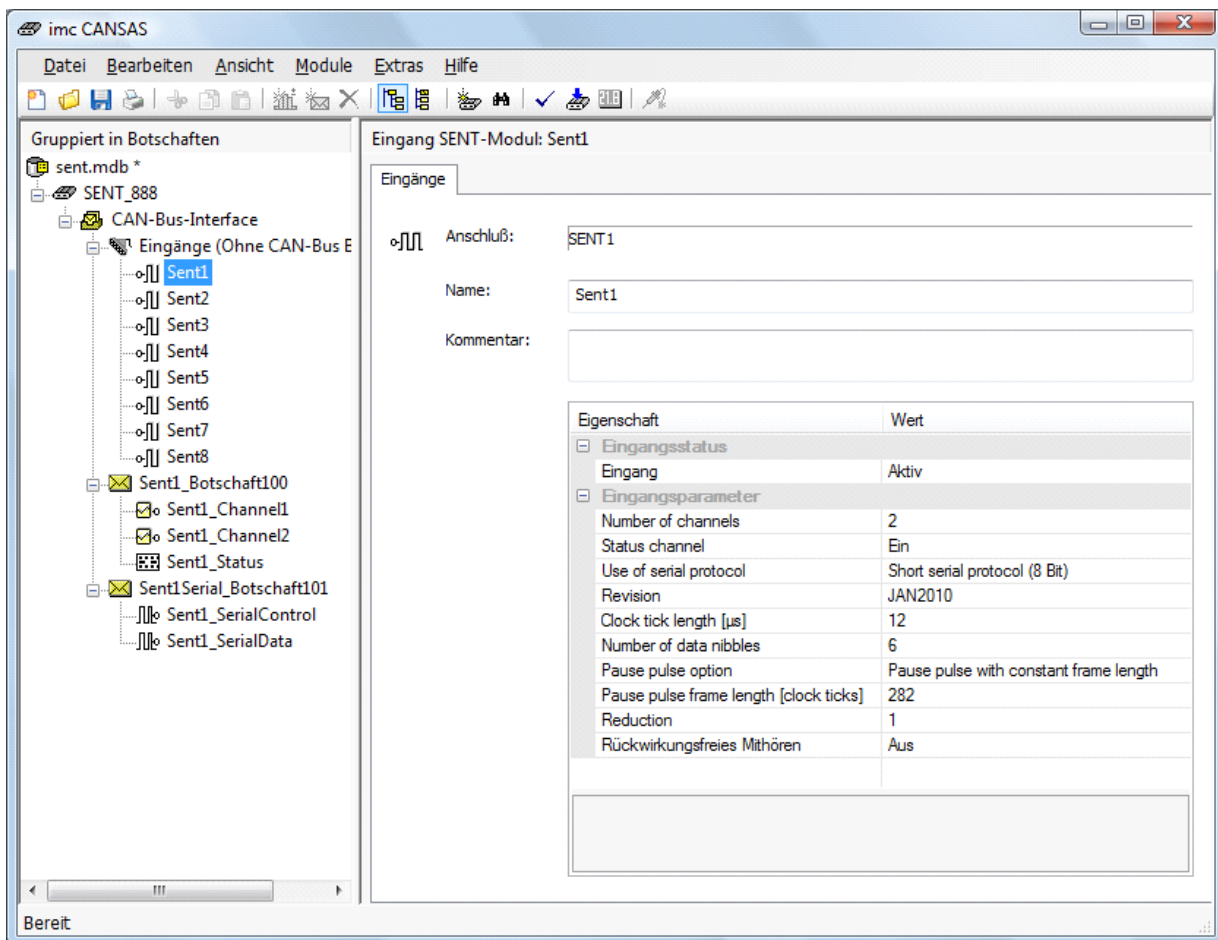 imc CANSAS
Datei Bearbeiten Ansicht Module Extras Hilfe
Gruppiert in Botschaften
sent.mdb *
SENT_888
CAN-Bus-Interface
Eingänge (Ohne CAN-Bus E
Sent1
Sent2
Sent3
Sent4
Sent5
Sent6
Sent7
Sent8
Sent1_Botschaft100
Sent1_Channel1
Sent1_Channel2
Sent1_Status
Sent1Serial_Botschaft101
Sent1_SerialControl
Sent1_SerialData
Eingang SENT-Modul: Sent1
Eingänge
Anschluß: SENT1
Name: Sent1
Kommentar:
Eigenschaft Wert
Eingangsstatus
Eingang Aktiv
Eingangsparameter
Number of channels 2
Status channel Ein
Use of serial protocol Short serial protocol (8 Bit)
Revision JAN2010
Clock tick length [µs] 12
Number of data nibbles 6
Pause pulse option Pause pulse with constant frame length
Pause pulse frame length [clock ticks] 282
Reduction 1
Rückwirkungsfreies Mithören Aus
Bereit